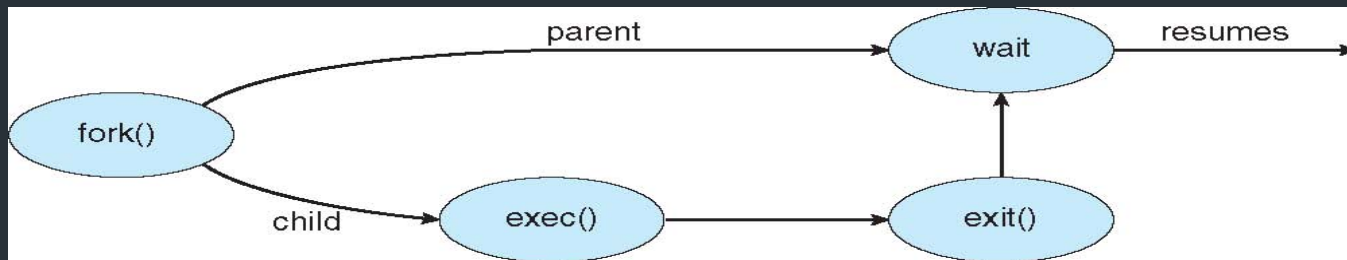 parent
wait
resumes
fork()
child
exec()
exit()